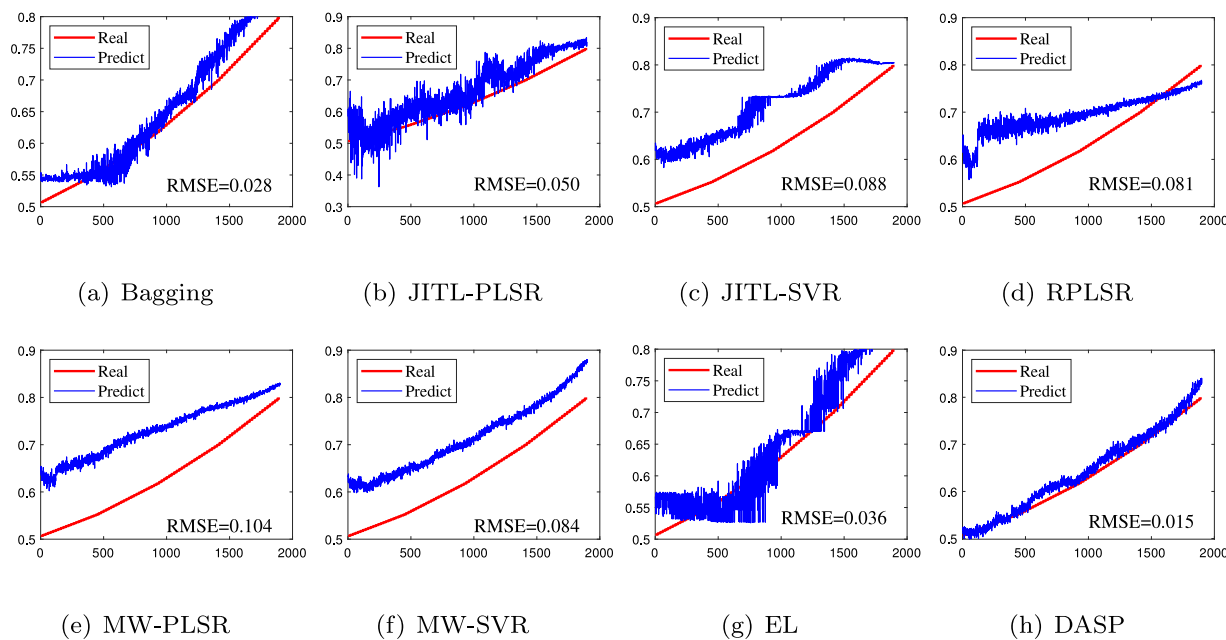 0.8
0.75
0.7
0.65
0.6
0.55
0.5
0 500 1000 1500 2000
Real
Predict
RMSE=0.028
(a) Bagging
0.9
0.8
0.7
0.6
0.5
0.4
0.3
0 500 1000 1500 2000
Real
Predict
RMSE=0.050
(b) JITL-PLSR
0.9
0.8
0.7
0.6
0.5
0 500 1000 1500 2000
Real
Predict
RMSE=0.088
(c) JITL-SVR
0.9
0.8
0.7
0.6
0.5
0 500 1000 1500 2000
Real
Predict
RMSE=0.081
(d) RPLSR
0.9
0.8
0.7
0.6
0.5
0 500 1000 1500 2000
Real
Predict
RMSE=0.104
(e) MW-PLSR
0.9
0.8
0.7
0.6
0.5
0 500 1000 1500 2000
Real
Predict
RMSE=0.084
(f) MW-SVR
0.8
0.75
0.7
0.65
0.6
0.55
0.5
0 500 1000 1500 2000
Real
Predict
RMSE=0.036
(g) EL
0.9
0.8
0.7
0.6
0.5
0 500 1000 1500 2000
Real
Predict
RMSE=0.015
(h) DASP